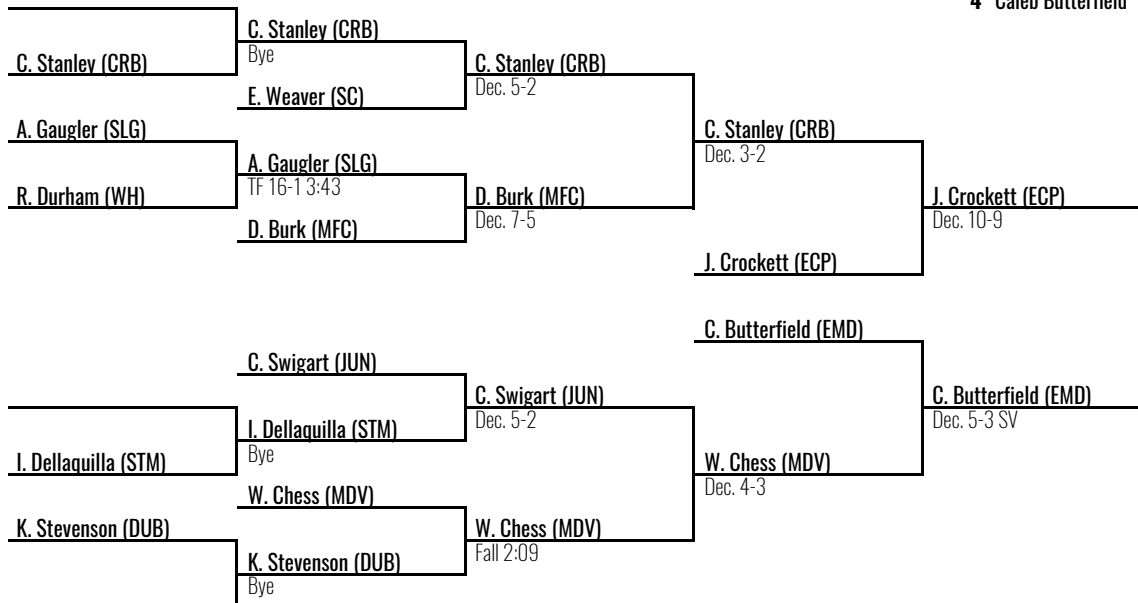 4 Caleb Butterfield
C. Stanley (CRB)
Bye
C. Stanley (CRB)
C. Stanley (CRB)
Dec. 5-2
E. Weaver (SC)
A. Gaugler (SLG)
C. Stanley (CRB)
Dec. 3-2
A. Gaugler (SLG)
TF 16-1 3:43
R. Durham (WH)
D. Burk (MFC)
Dec. 7-5
J. Crockett (ECP)
Dec. 10-9
D. Burk (MFC)
J. Crockett (ECP)
C. Butterfield (EMD)
C. Swigart (JUN)
C. Swigart (JUN)
Dec. 5-2
C. Butterfield (EMD)
Dec. 5-3 SV
I. Dellaquilla (STM)
Bye
I. Dellaquilla (STM)
W. Chess (MDV)
Dec. 4-3
W. Chess (MDV)
K. Stevenson (DUB)
W. Chess (MDV)
Fall 2:09
K. Stevenson (DUB)
Bye